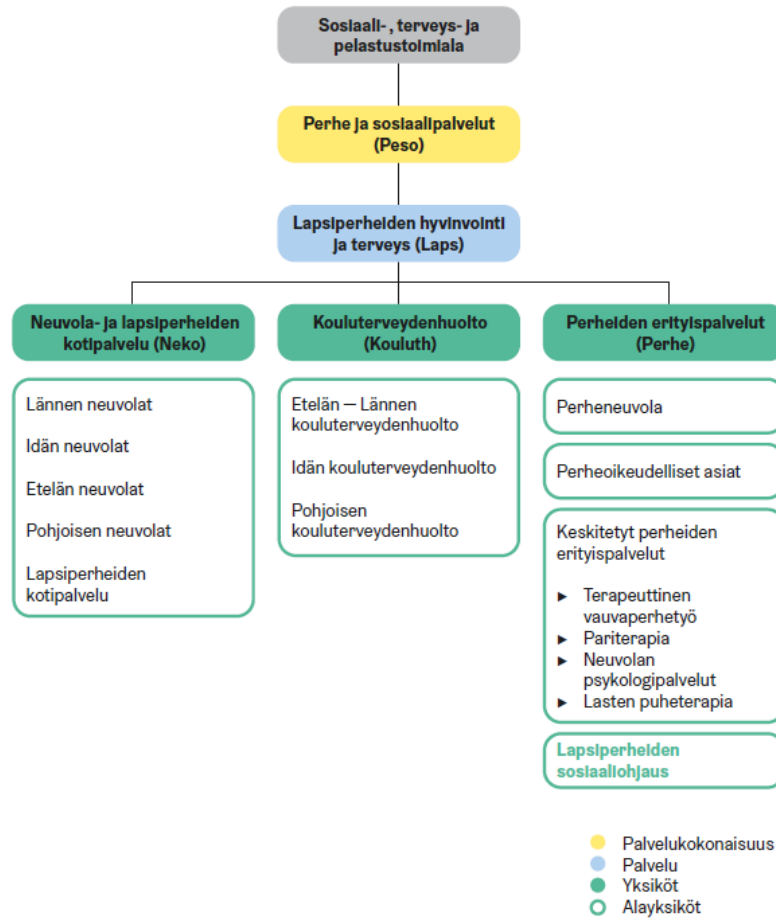 Sosiaali- , terveys- ja
pelastustoimiala
Perhe ja sosiaalipalvelut
(Peso)
Lapsiperheiden hyvinvointi
ja terveys (Laps)
Neuvola- ja lapsiperheiden
kotipalvelu (Neko)
Lännen neuvolat
Idän neuvolat
Etelän neuvolat
Pohjoisen neuvolat
Lapsiperheiden
kotipalvelu
Kouluterveydenhuolto
(Kouluth)
Etelän — Lännen
kouluterveydenhuolto
Idän kouluterveydenhuolto
Pohjoisen
kouluterveydenhuolto
Perheiden erityispalvelut
(Perhe)
Perheneuvola
Perheoikeudelliset asiat
Keskitetyt perheiden
erityispalvelut
► Terapeuttinen
vauvaperhetyö
► Pariterapia
► Neuvolan
psykologipalvelut
► Lasten puheterapia
Lapsiperheiden
sosiaaliohjaus
Palvelukokonaisuus
Palvelu
Yksiköt
Alayksiköt